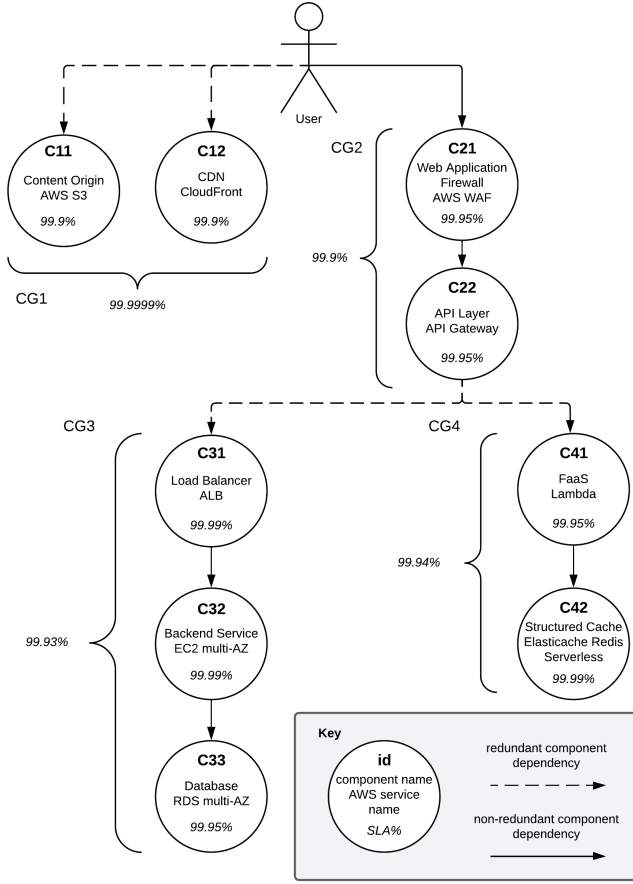 User
C11
Content Origin
AWS S3
99.9%
C12
CDN
CloudFront
99.9%
CG1
99.9999%
CG2
99.9%
C21
Web Application
Firewall
AWS WAF
99.95%
C22
API Layer
API Gateway
99.95%
CG3
99.93%
C31
Load Balancer
ALB
99.99%
C32
Backend Service
EC2 multi-AZ
99.99%
C33
Database
RDS multi-AZ
99.95%
CG4
99.94%
C41
FaaS
Lambda
99.95%
C42
Structured Cache
Elasticache Redis
Serverless
99.99%
Key
id
component name
AWS service
name
SLA%
redundant component
dependency
non-redundant component
dependency